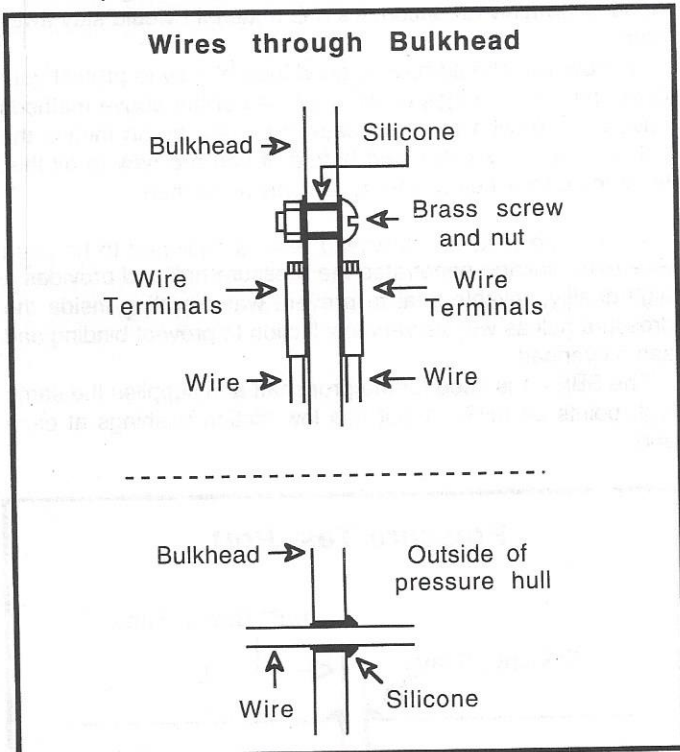 Wires through Bulkhead
Silicone
Bulkhead
Brass screw
and nut
Wire
Terminals
Wire
Terminals
Wire
Wire
Bulkhead
Outside of
pressure hull
Wire
Silicone